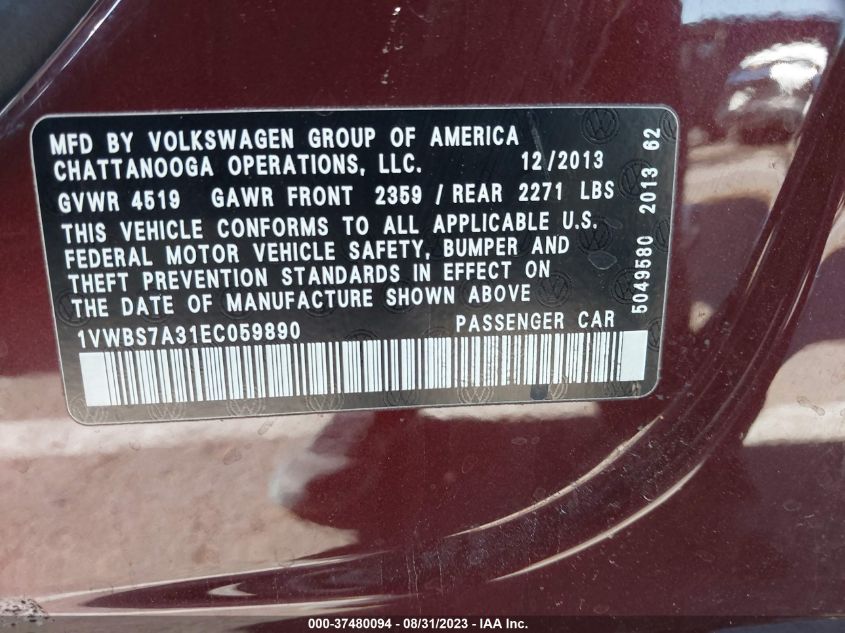 MFD BY VOLKSWAGEN GROUP OF AMERICA
CHATTANOOGA OPERATIONS, LLC. 12/2013
GVWR 4519 GAWR FRONT 2359 / REAR 2271 LBS
THIS VEHICLE CONFORMS TO ALL APPLICABLE U.S.
FEDERAL MOTOR VEHICLE SAFETY, BUMPER AND
THEFT PREVENTION STANDARDS IN EFFECT ON
THE DATE OF MANUFACTURE SHOWN ABOVE
1VWBS7A31EC059890 PASSENGER CAR
5049580 2013 62
000-37480094 - 08/31/2023 - IAA Inc.